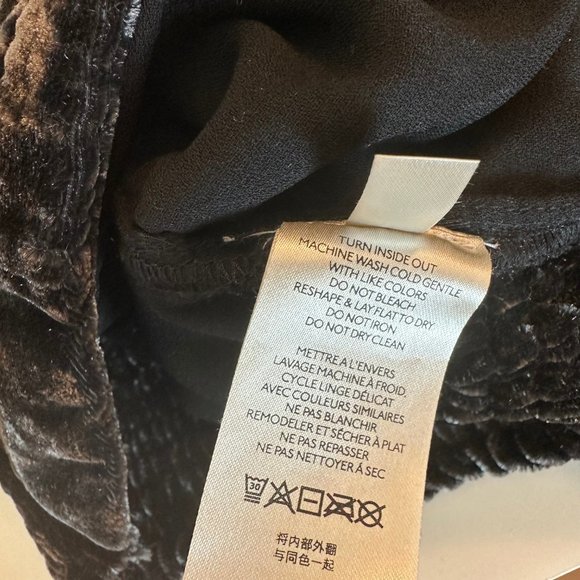 TURN INSIDE OUT
MACHINE WASH COLD GENTLE
WITH LIKE COLORS
DO NOT BLEACH
RESHAPE & LAY FLAT TO DRY
DO NOT IRON
DO NOT DRY CLEAN
METTRE A L'ENVERS
LAVAGE MACHINE À FROID,
CYCLE LINGE DÉLICAT
AVEC COULEURS SIMILAIRES
NE PAS BLANCHIR
REMODELER ET SÉCHER À PLAT
NE PAS REPASSER
NE PAS NETTOYER À SEC
30
将内部外翻
与同色一起